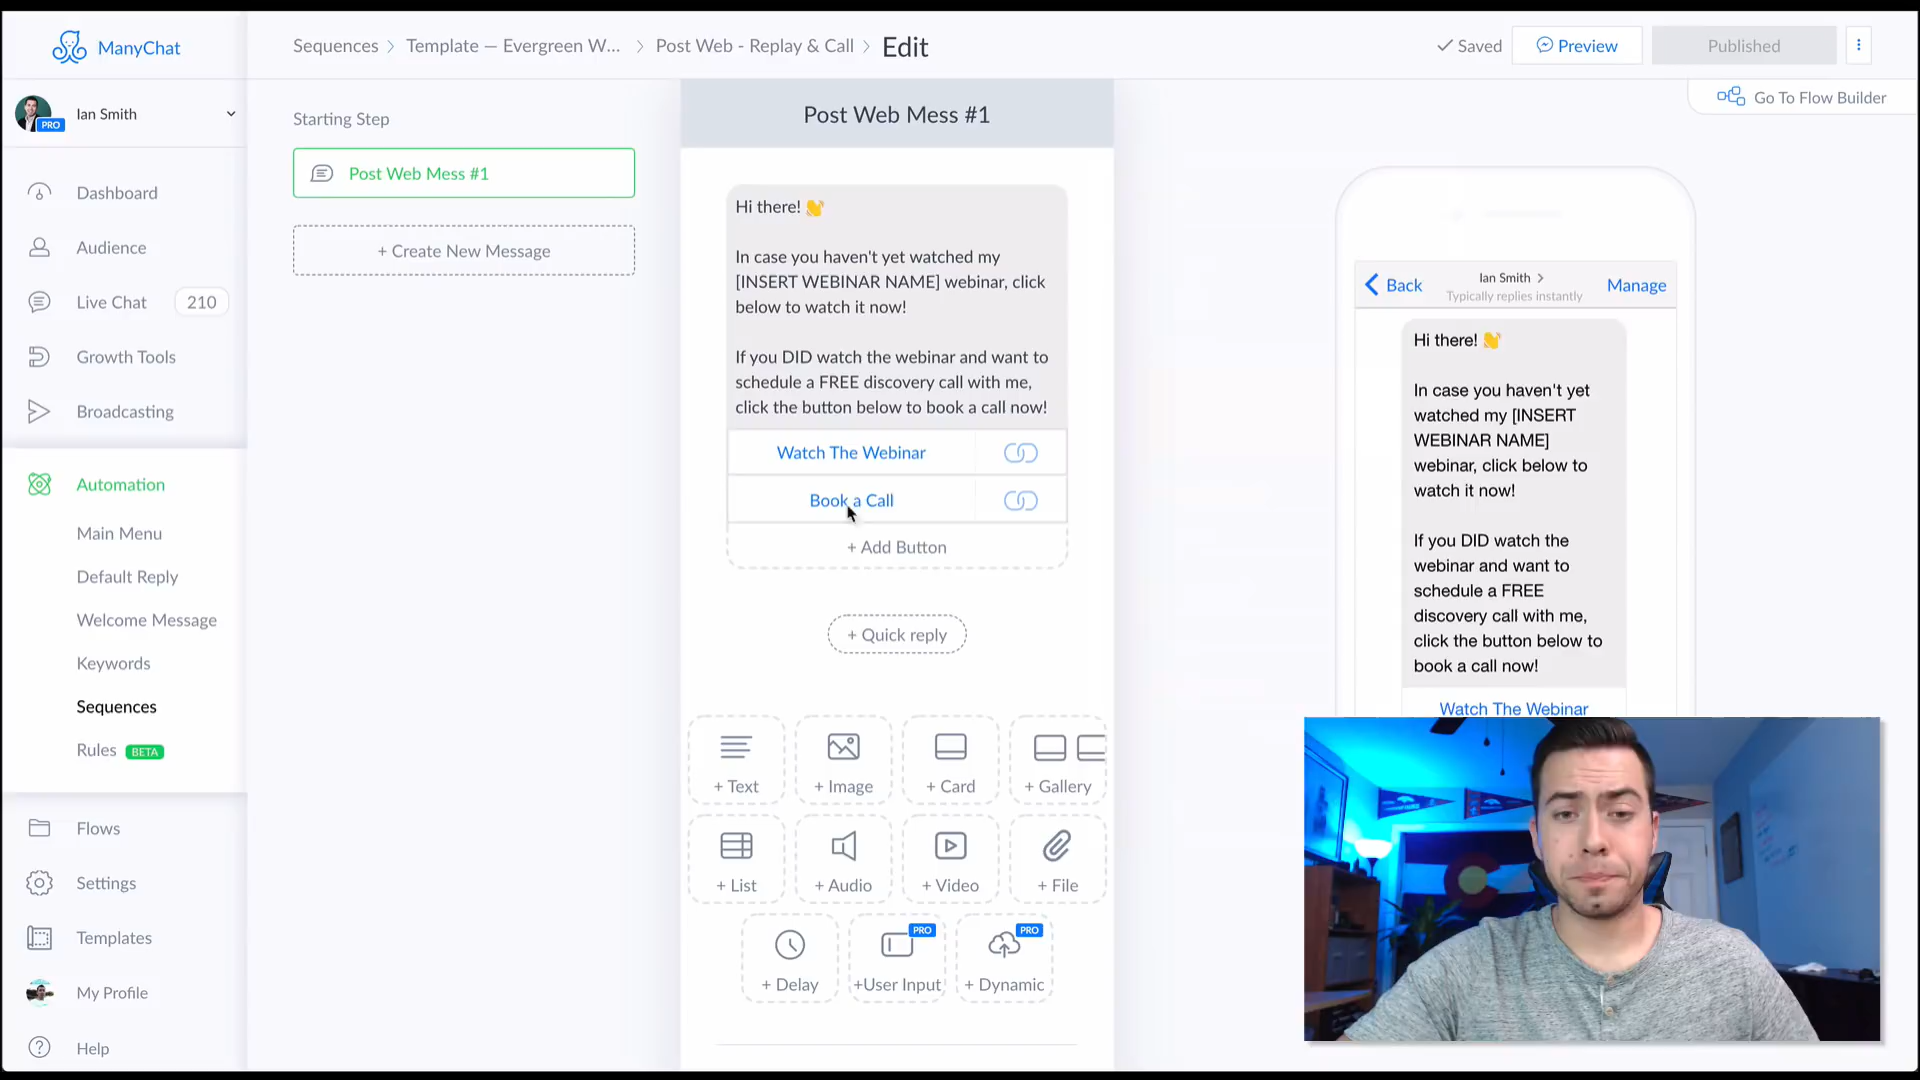 ManyChat
Sequences
Template — Evergreen W...
Post Web - Replay & Call
Edit
Saved
Preview
Published
Go To Flow Builder
PRO
Ian Smith
Dashboard
Audience
Live Chat
210
Growth Tools
Broadcasting
Automation
Main Menu
Default Reply
Welcome Message
Keywords
Sequences
Rules
BETA
Flows
Settings
Templates
My Profile
Help
Starting Step
Post Web Mess #1
+ Create New Message
Post Web Mess #1
Hi there! 👋
In case you haven't yet watched my
[INSERT WEBINAR NAME] webinar, click
below to watch it now!
If you DID watch the webinar and want to
schedule a FREE discovery call with me,
click the button below to book a call now!
Watch The Webinar
Book a Call
+ Add Button
+ Quick reply
+ Text
+ Image
+ Card
+ Gallery
+ List
+ Audio
+ Video
+ File
+ Delay
PRO
+User Input
PRO
+ Dynamic
Back
Ian Smith
Typically replies instantly
Manage
Hi there! 👋
In case you haven't yet
watched my [INSERT
WEBINAR NAME]
webinar, click below to
watch it now!
If you DID watch the
webinar and want to
schedule a FREE
discovery call with me,
click the button below to
book a call now!
Watch The Webinar